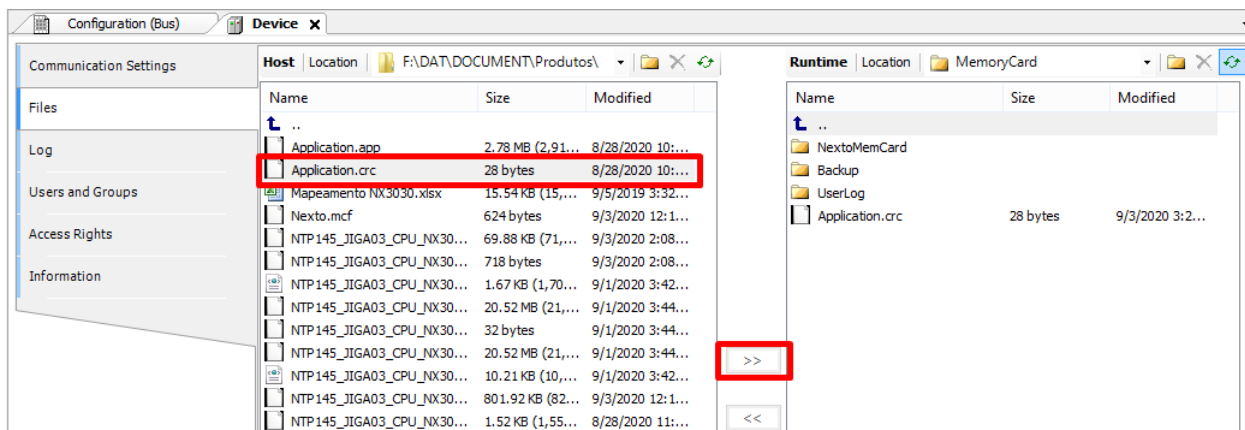 Configuration (Bus) Device X
Communication Settings
Files
Log
Users and Groups
Access Rights
Information
Host Location F:\DAT\DOCUMENT\Produtos\
Name Size Modified
..
Application.app 2.78 MB (2,91... 8/28/2020 10:...
Application.crc 28 bytes 8/28/2020 10:...
Mapeamento NX3030.xlsx 15.54 KB (15,... 9/5/2019 3:32...
Nexto.mcf 624 bytes 9/3/2020 12:1...
NTP145_JIGA03_CPU_NX30... 69.88 KB (71,... 9/3/2020 2:08...
NTP145_JIGA03_CPU_NX30... 718 bytes 9/3/2020 2:08...
NTP145_JIGA03_CPU_NX30... 1.67 KB (1,70... 9/1/2020 3:42...
NTP145_JIGA03_CPU_NX30... 20.52 MB (21,... 9/1/2020 3:44...
NTP145_JIGA03_CPU_NX30... 32 bytes 9/1/2020 3:44...
NTP145_JIGA03_CPU_NX30... 20.52 MB (21,... 9/1/2020 3:44...
NTP145_JIGA03_CPU_NX30... 10.21 KB (10,... 9/1/2020 3:42...
NTP145_JIGA03_CPU_NX30... 801.92 KB (82... 9/3/2020 12:1...
NTP145_JIGA03_CPU_NX30... 1.52 KB (1,55... 8/28/2020 11:...
>>
<<
Runtime Location MemoryCard
Name Size Modified
..
NextoMemCard
Backup
UserLog
Application.crc 28 bytes 9/3/2020 3:2...